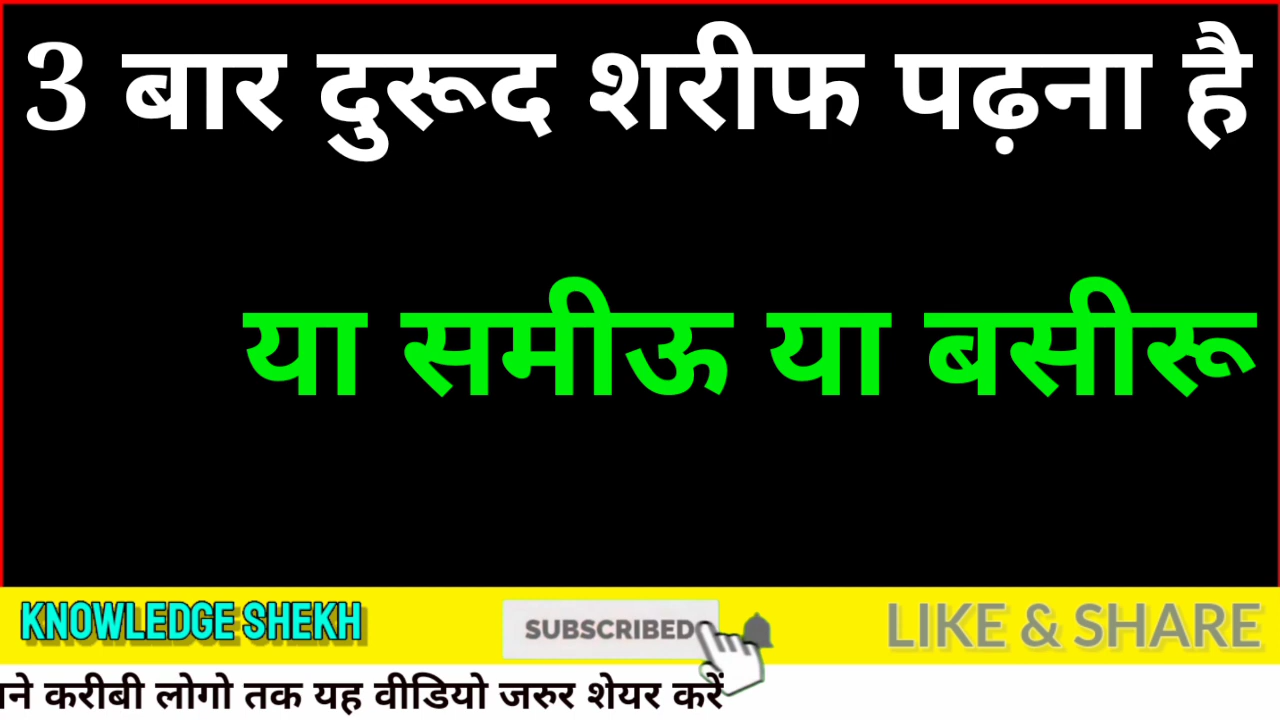 3 बार दुरूद शरीफ पढ़ना है
या समीऊ या बसीरू
KNOWLEDGE SHEKH
SUBSCRIBED
LIKE & SHARE
करीबी लोगो तक यह वीडियो जरुर शेयर करें